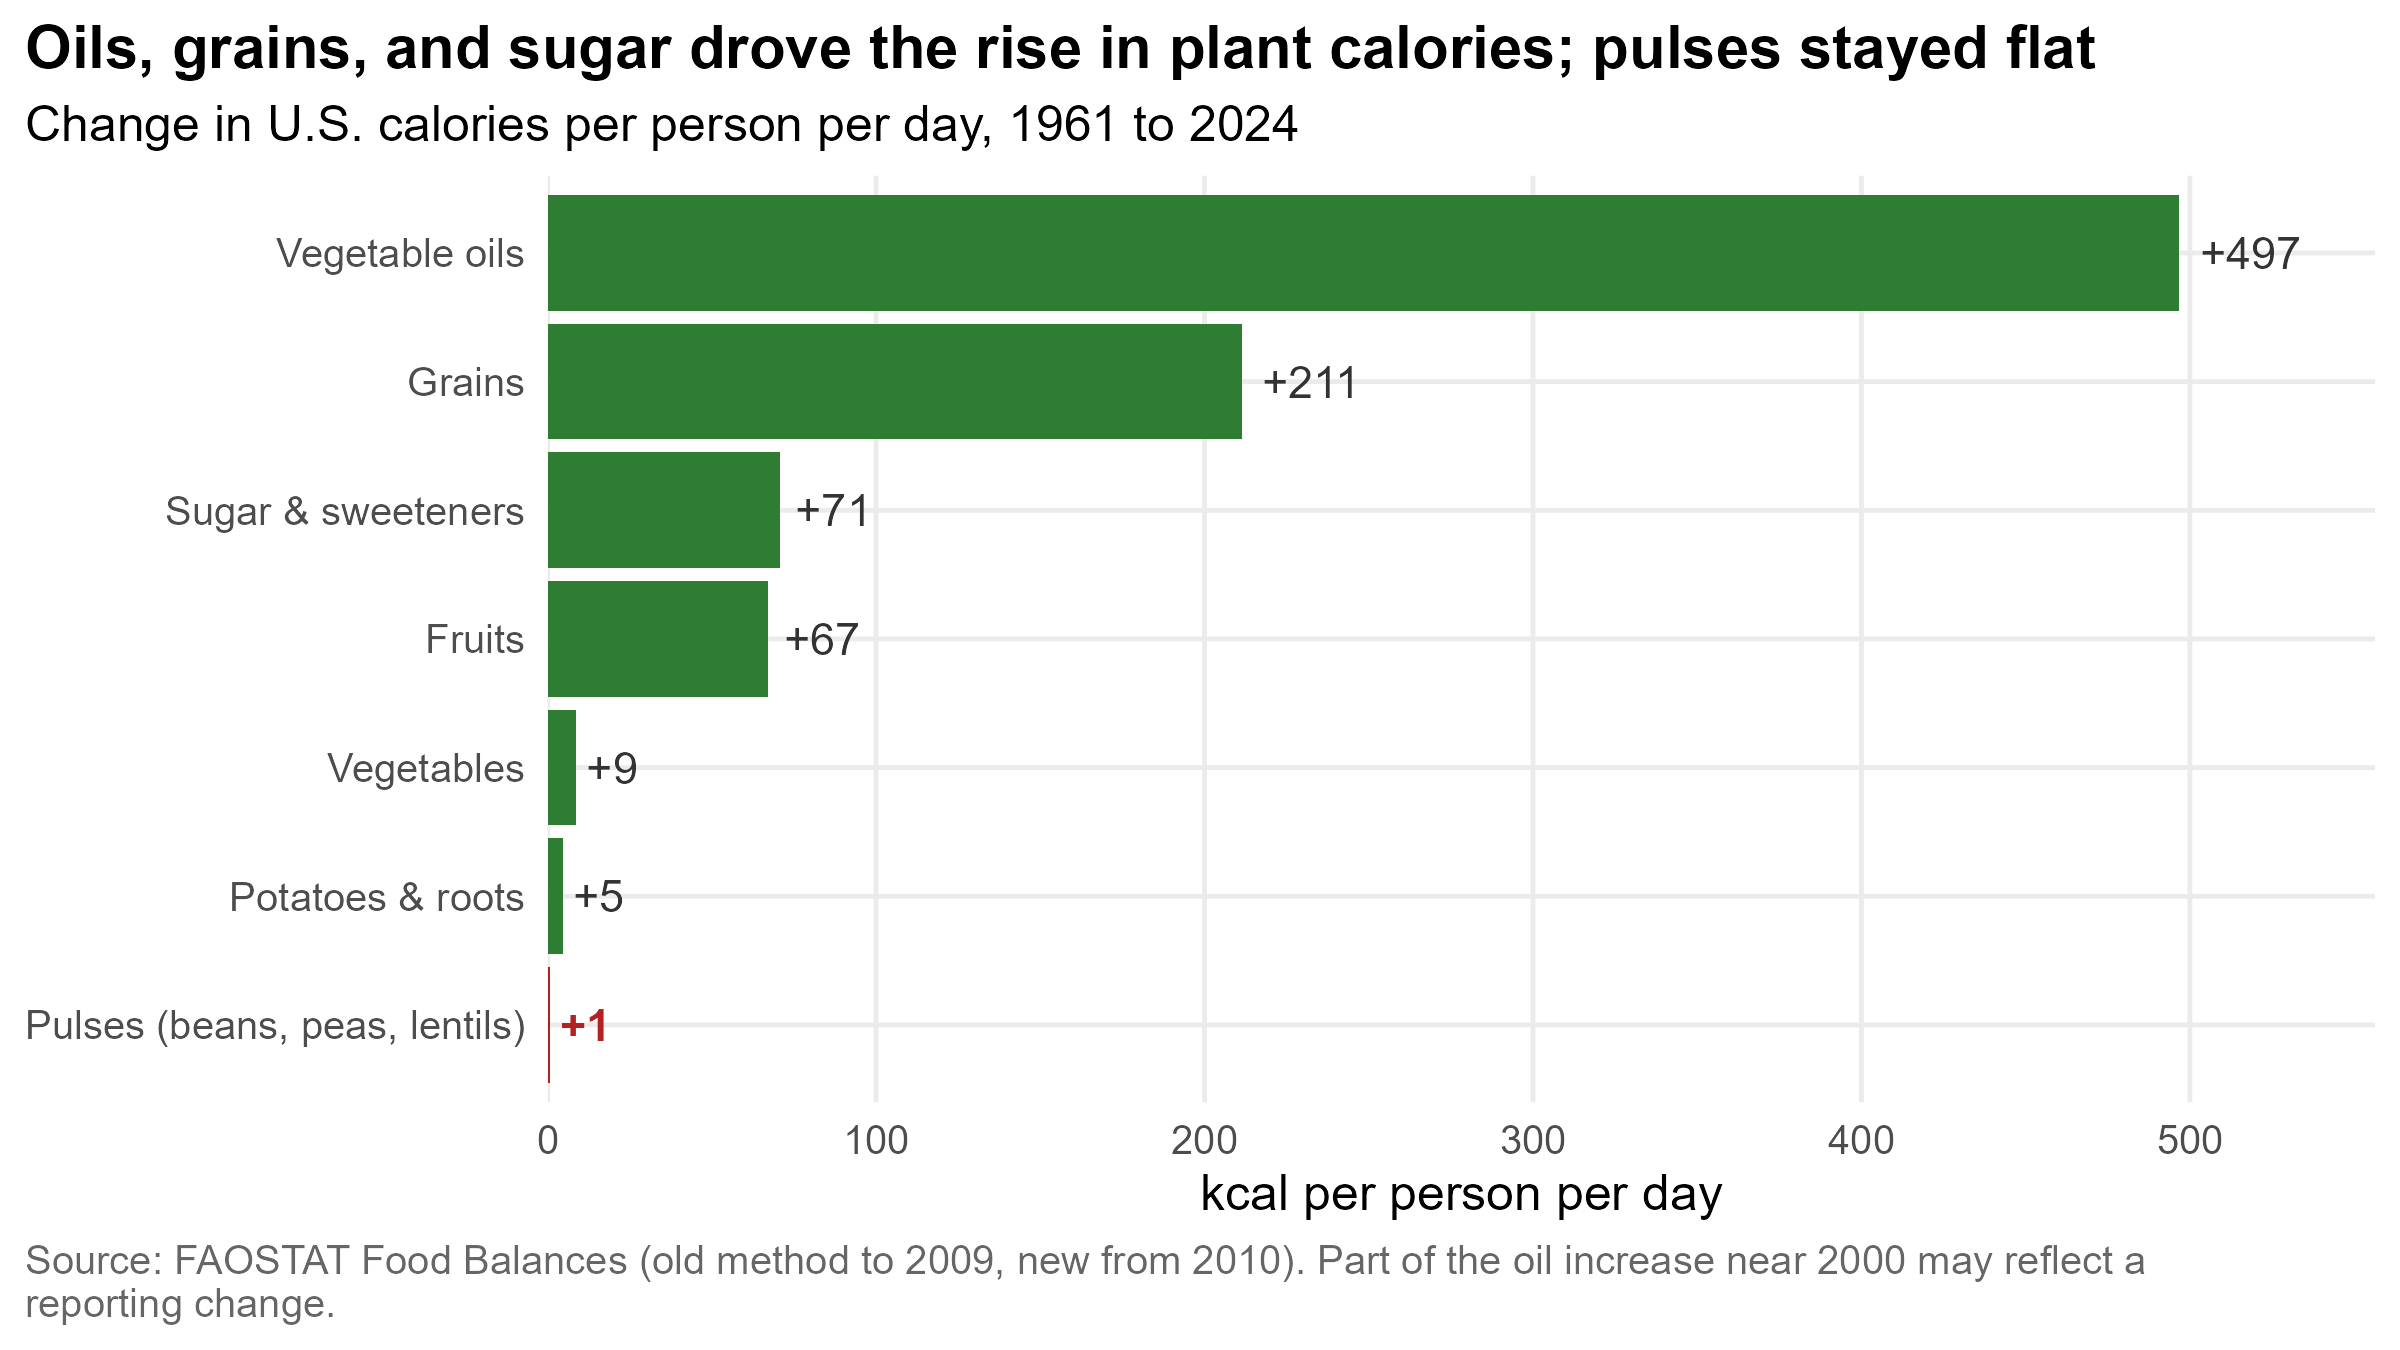 Oils, grains, and sugar drove the rise in plant calories; pulses stayed flat
Change in U.S. calories per person per day, 1961 to 2024
Vegetable oils +497
Grains +211
Sugar & sweeteners +71
Fruits +67
Vegetables +9
Potatoes & roots +5
Pulses (beans, peas, lentils) +1
0 100 200 300 400 500
kcal per person per day
Source: FAOSTAT Food Balances (old method to 2009, new from 2010). Part of the oil increase near 2000 may reflect a
reporting change.